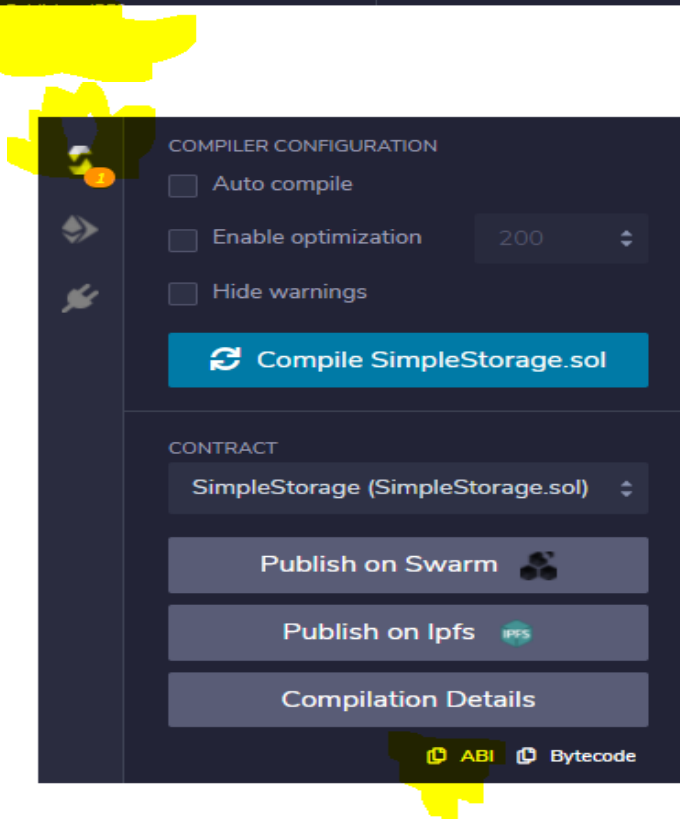 COMPILER CONFIGURATION
Auto compile
Enable optimization 200
Hide warnings
Compile SimpleStorage.sol
CONTRACT
SimpleStorage (SimpleStorage.sol)
Publish on Swarm
Publish on Ipfs IPFS
Compilation Details
ABI Bytecode
1